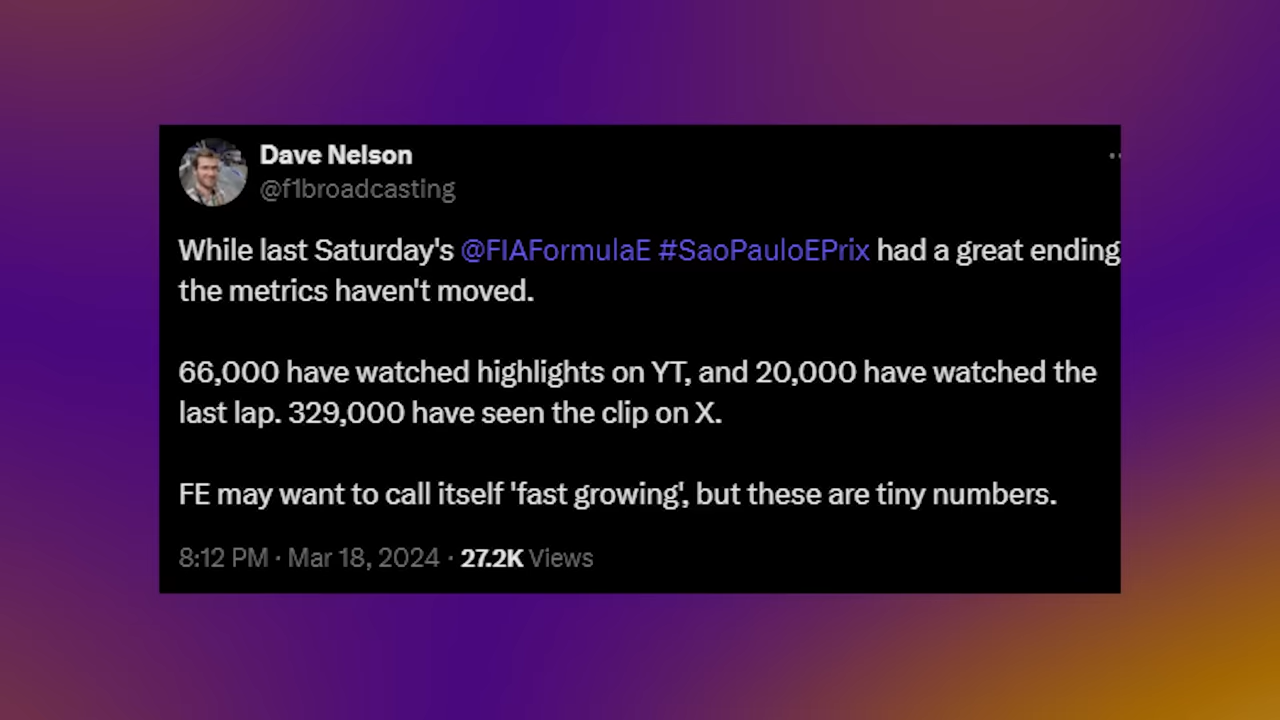 Dave Nelson
@f1broadcasting
While last Saturday's @FIAFormulaE #SaoPauloEPrix had a great ending
the metrics haven't moved.
66,000 have watched highlights on YT, and 20,000 have watched the
last lap. 329,000 have seen the clip on X.
FE may want to call itself 'fast growing', but these are tiny numbers.
8:12 PM · Mar 18, 2024 · 27.2K Views